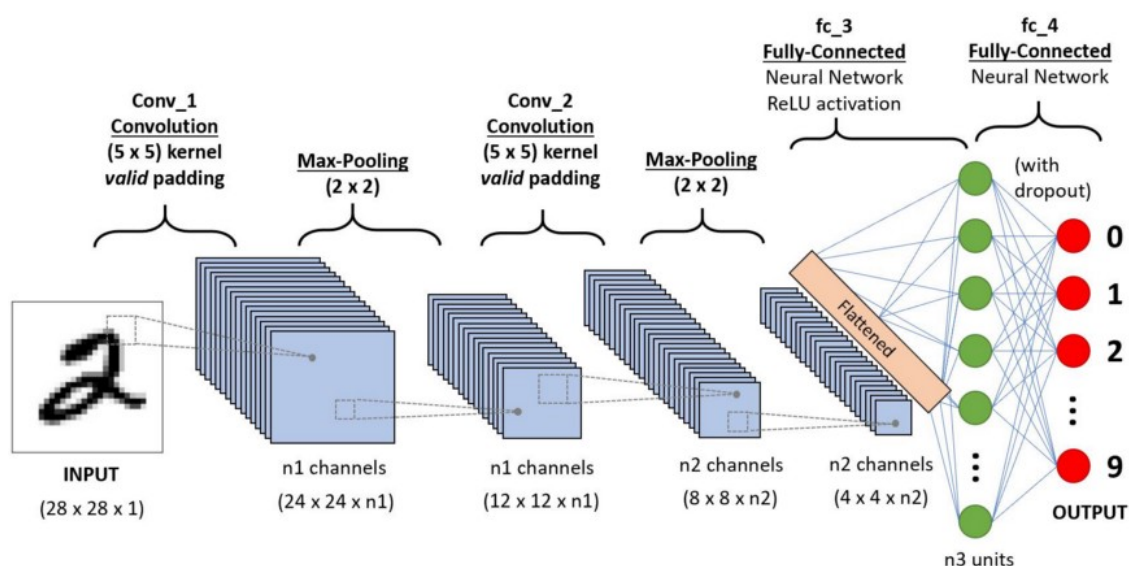 Conv_1
Convolution
(5 x 5) kernel
valid padding
Max-Pooling
(2 x 2)
Conv_2
Convolution
(5 x 5) kernel
valid padding
Max-Pooling
(2 x 2)
fc_3
Fully-Connected
Neural Network
ReLU activation
fc_4
Fully-Connected
Neural Network
(with
dropout)
Flattened
0
1
2
9
OUTPUT
2
INPUT
(28 x 28 x 1)
n1 channels
(24 x 24 x n1)
n1 channels
(12 x 12 x n1)
n2 channels
(8 x 8 x n2)
n2 channels
(4 x 4 x n2)
n3 units